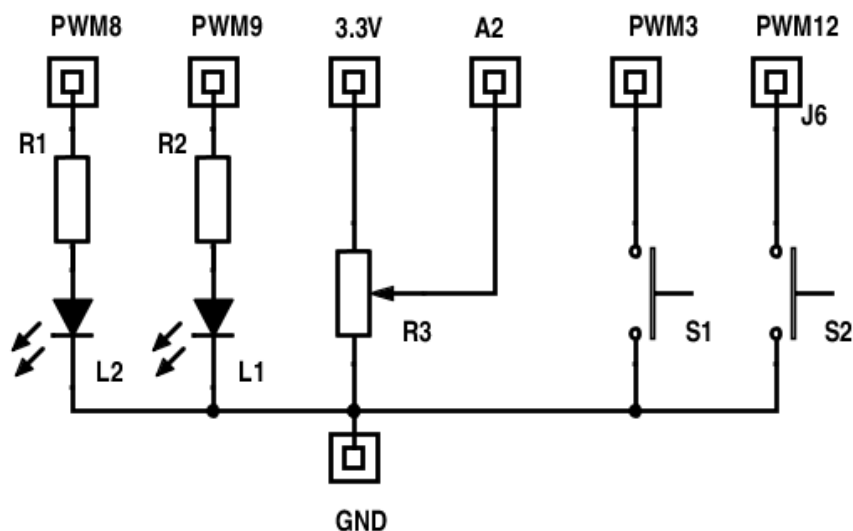 PWM8 PWM9 3.3V A2 PWM3 PWM12
J6
R1 R2
R3 S1 S2
L2 L1
GND